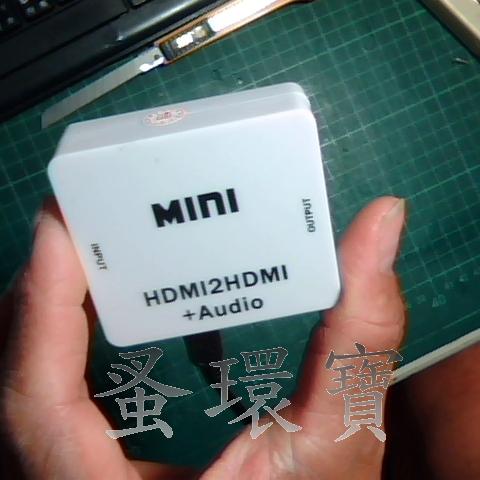 MINI
INPUT
OUTPUT
HDMI2HDMI
+Audio
蚤環寶